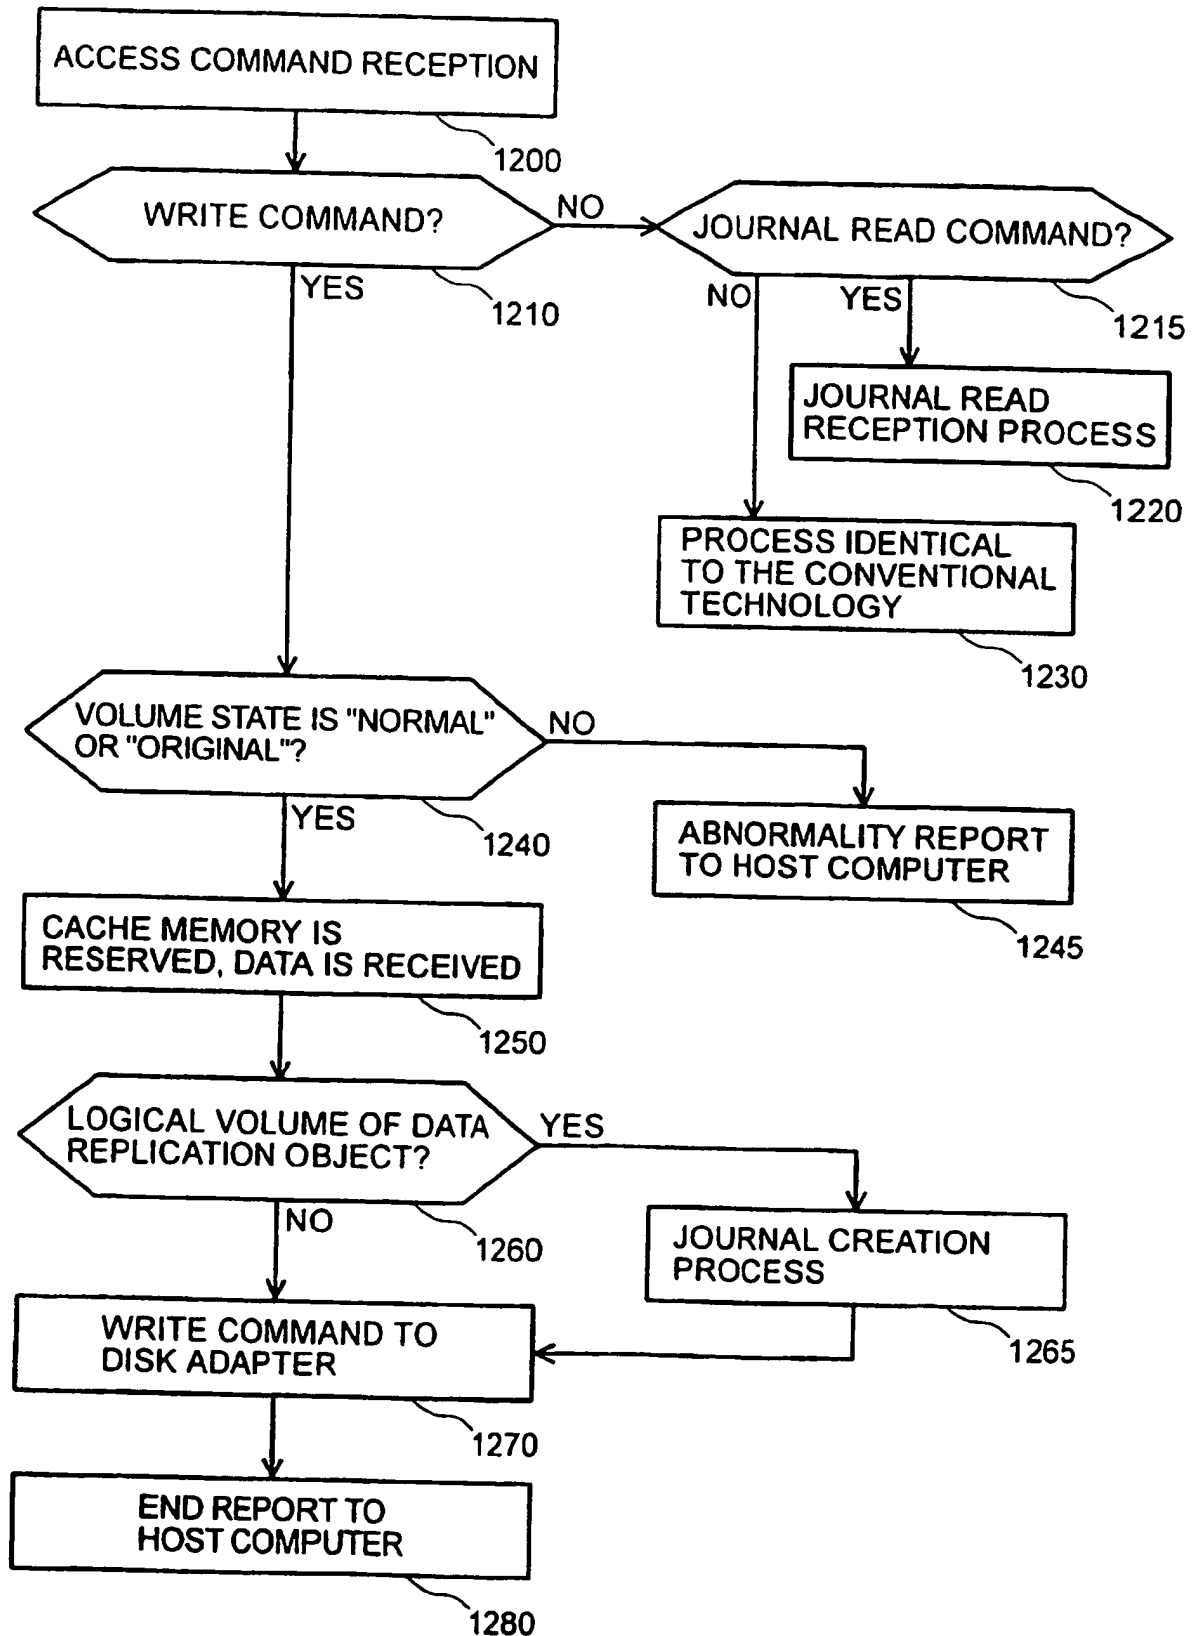 ACCESS COMMAND RECEPTION
1200
WRITE COMMAND?
NO
YES
1210
JOURNAL READ COMMAND?
NO
YES
1215
JOURNAL READ
RECEPTION PROCESS
1220
PROCESS IDENTICAL
TO THE CONVENTIONAL
TECHNOLOGY
1230
VOLUME STATE IS "NORMAL"
OR "ORIGINAL"?
NO
YES
1240
ABNORMALITY REPORT
TO HOST COMPUTER
1245
CACHE MEMORY IS
RESERVED, DATA IS RECEIVED
1250
LOGICAL VOLUME OF DATA
REPLICATION OBJECT?
YES
NO
1260
JOURNAL CREATION
PROCESS
1265
WRITE COMMAND TO
DISK ADAPTER
1270
END REPORT TO
HOST COMPUTER
1280